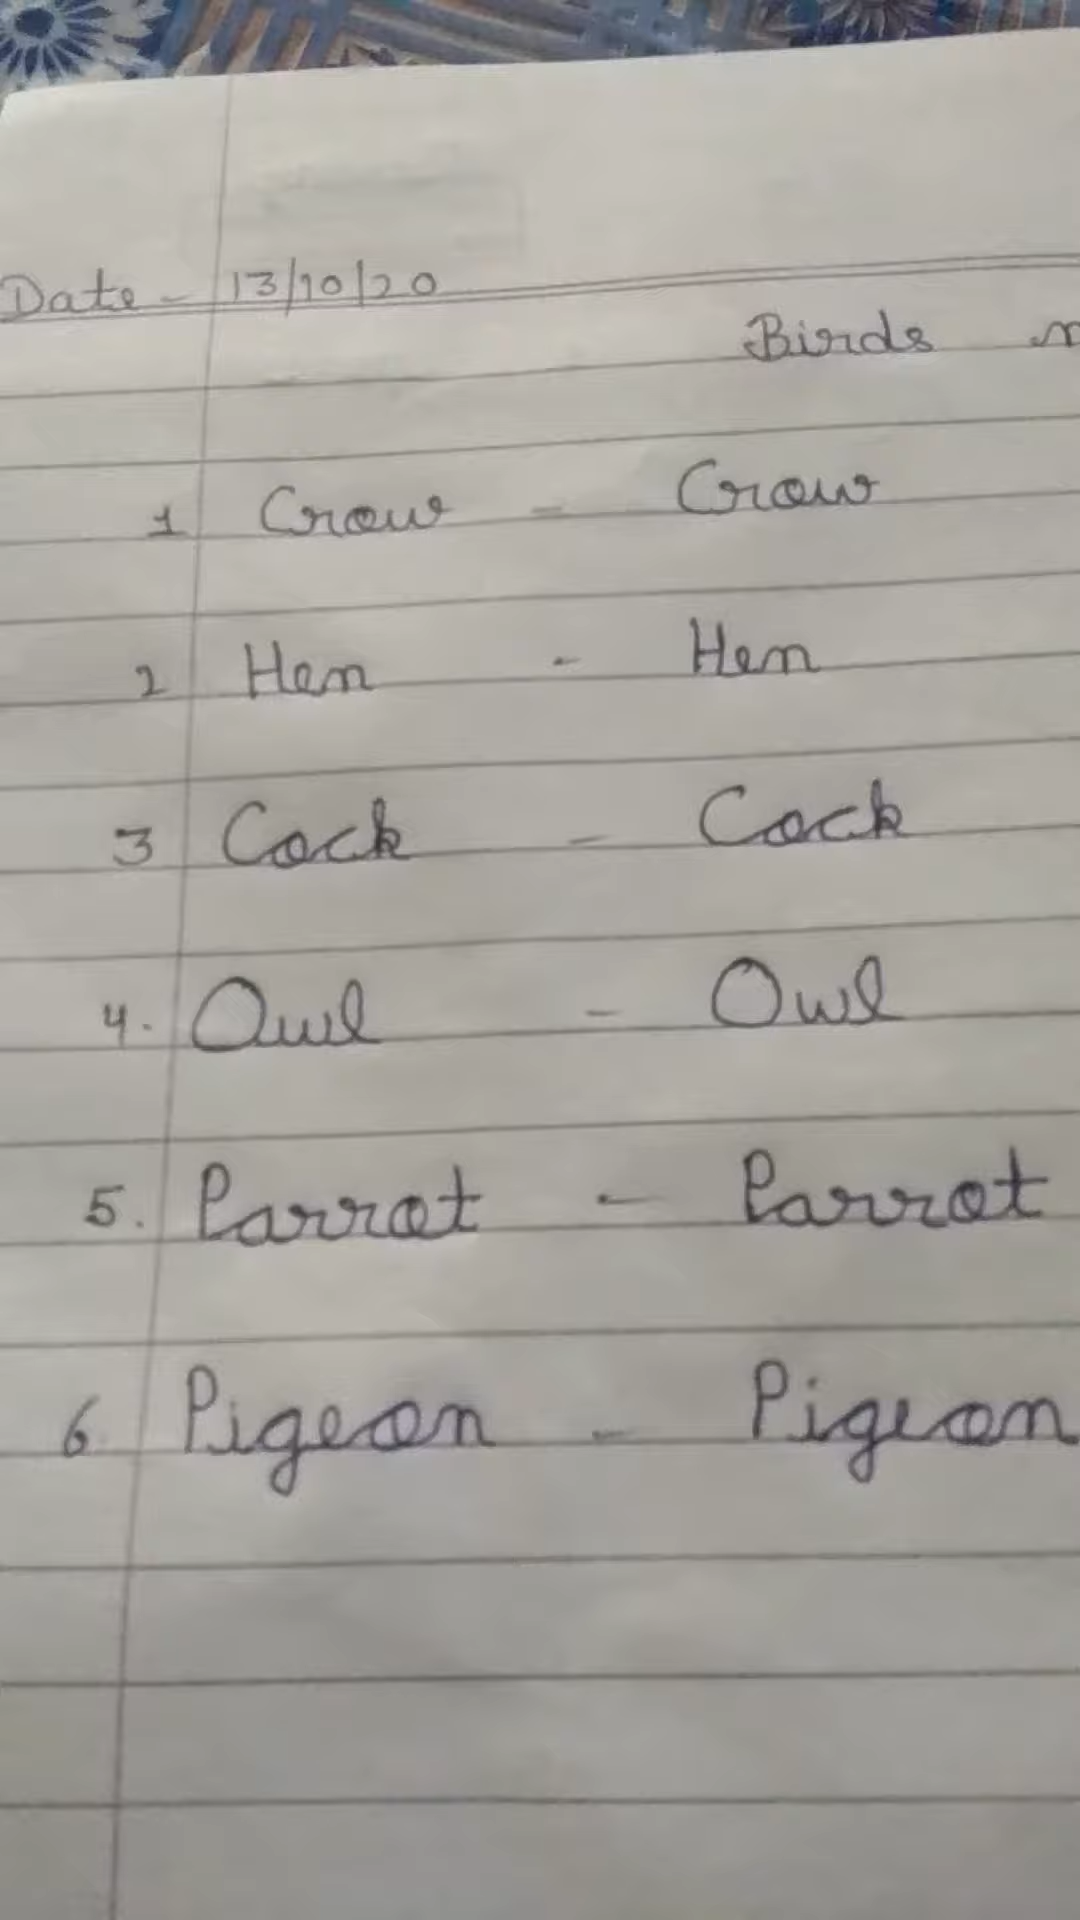 Date - 13/10/20
Birds
1 Crow - Crow
2 Hen - Hen
3 Cock - Cock
4. Owl - Owl
5. Parrot - Parrot
6 Pigeon - Pigeon